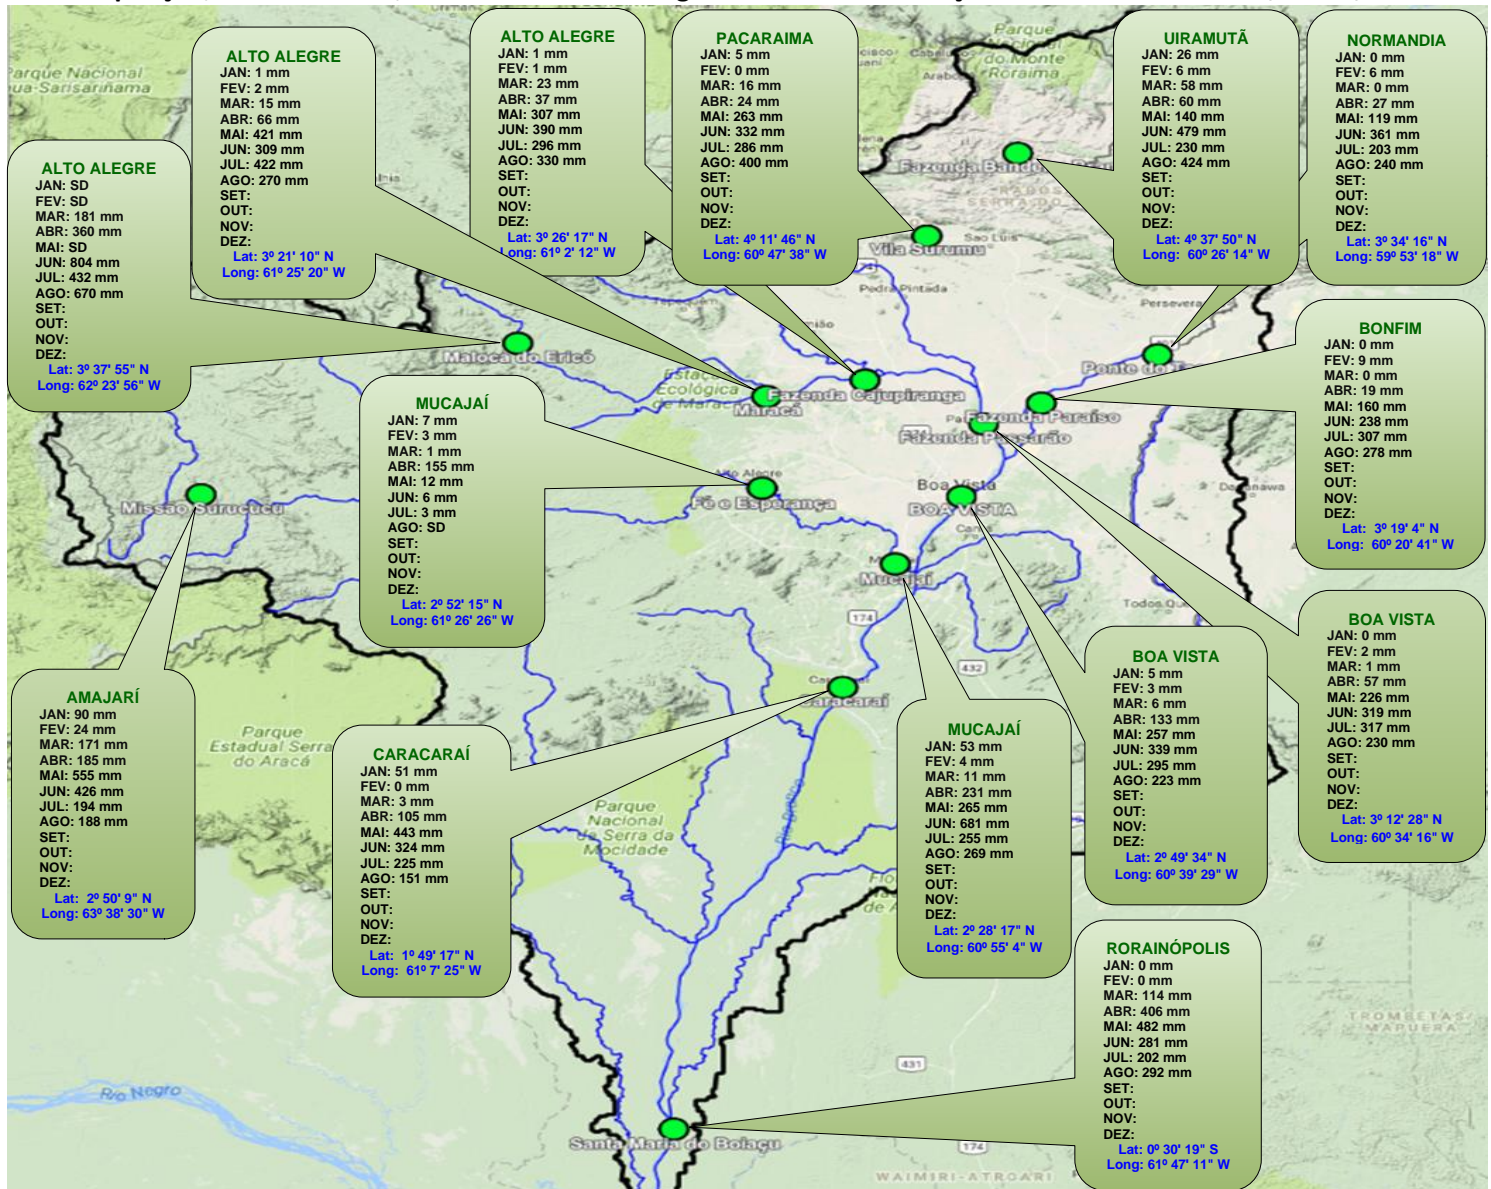 ALTO ALEGRE
JAN: SD
FEV: SD
MAR: 181 mm
ABR: 360 mm
MAI: SD
JUN: 804 mm
JUL: 432 mm
AGO: 670 mm
SET:
OUT:
NOV:
DEZ:
Lat: 3º 37' 55" N
Long: 62º 23' 56" W
ALTO ALEGRE
JAN: 1 mm
FEV: 2 mm
MAR: 15 mm
ABR: 66 mm
MAI: 421 mm
JUN: 309 mm
JUL: 422 mm
AGO: 270 mm
SET:
OUT:
NOV:
DEZ:
Lat: 3º 21' 10" N
Long: 61º 25' 20" W
ALTO ALEGRE
JAN: 1 mm
FEV: 1 mm
MAR: 23 mm
ABR: 37 mm
MAI: 307 mm
JUN: 390 mm
JUL: 296 mm
AGO: 330 mm
SET:
OUT:
NOV:
DEZ:
Lat: 3º 26' 17" N
Long: 61º 2' 12" W
PACARAIMA
JAN: 5 mm
FEV: 0 mm
MAR: 16 mm
ABR: 24 mm
MAI: 263 mm
JUN: 332 mm
JUL: 286 mm
AGO: 400 mm
SET:
OUT:
NOV:
DEZ:
Lat: 4º 11' 46" N
Long: 60º 47' 38" W
UIRAMUTÃ
JAN: 26 mm
FEV: 6 mm
MAR: 58 mm
ABR: 60 mm
MAI: 140 mm
JUN: 479 mm
JUL: 230 mm
AGO: 424 mm
SET:
OUT:
NOV:
DEZ:
Lat: 4º 37' 50" N
Long: 60º 26' 14" W
NORMANDIA
JAN: 0 mm
FEV: 6 mm
MAR: 0 mm
ABR: 27 mm
MAI: 119 mm
JUN: 361 mm
JUL: 203 mm
AGO: 240 mm
SET:
OUT:
NOV:
DEZ:
Lat: 3º 34' 16" N
Long: 59º 53' 18" W
BONFIM
JAN: 0 mm
FEV: 9 mm
MAR: 0 mm
ABR: 19 mm
MAI: 160 mm
JUN: 238 mm
JUL: 307 mm
AGO: 278 mm
SET:
OUT:
NOV:
DEZ:
Lat: 3º 19' 4" N
Long: 60º 20' 41" W
MUCAJAÍ
JAN: 7 mm
FEV: 3 mm
MAR: 1 mm
ABR: 155 mm
MAI: 12 mm
JUN: 6 mm
JUL: 3 mm
AGO: SD
SET:
OUT:
NOV:
DEZ:
Lat: 2º 52' 15" N
Long: 61º 26' 26" W
AMAJARÍ
JAN: 90 mm
FEV: 24 mm
MAR: 171 mm
ABR: 185 mm
MAI: 555 mm
JUN: 426 mm
JUL: 194 mm
AGO: 188 mm
SET:
OUT:
NOV:
DEZ:
Lat: 2º 50' 9" N
Long: 63º 38' 30" W
CARACARAÍ
JAN: 51 mm
FEV: 0 mm
MAR: 3 mm
ABR: 105 mm
MAI: 443 mm
JUN: 324 mm
JUL: 225 mm
AGO: 151 mm
SET:
OUT:
NOV:
DEZ:
Lat: 1º 49' 17" N
Long: 61º 7' 25" W
MUCAJAÍ
JAN: 53 mm
FEV: 4 mm
MAR: 11 mm
ABR: 231 mm
MAI: 265 mm
JUN: 681 mm
JUL: 255 mm
AGO: 269 mm
SET:
OUT:
NOV:
DEZ:
Lat: 2º 28' 17" N
Long: 60º 55' 4" W
BOA VISTA
JAN: 5 mm
FEV: 3 mm
MAR: 6 mm
ABR: 133 mm
MAI: 257 mm
JUN: 339 mm
JUL: 295 mm
AGO: 223 mm
SET:
OUT:
NOV:
DEZ:
Lat: 2º 49' 34" N
Long: 60º 39' 29" W
BOA VISTA
JAN: 0 mm
FEV: 2 mm
MAR: 1 mm
ABR: 57 mm
MAI: 226 mm
JUN: 319 mm
JUL: 317 mm
AGO: 230 mm
SET:
OUT:
NOV:
DEZ:
Lat: 3º 12' 28" N
Long: 60º 34' 16" W
RORAINÓPOLIS
JAN: 0 mm
FEV: 0 mm
MAR: 114 mm
ABR: 406 mm
MAI: 482 mm
JUN: 281 mm
JUL: 202 mm
AGO: 292 mm
SET:
OUT:
NOV:
DEZ:
Lat: 0º 30' 19" S
Long: 61º 47' 11" W
Parque Nacional
Parque
do Monte
Roraima
Fazenda
Vila Surumu
Sao Luis
Pedra Pintada
Maloca do Ericó
Ponte do
Ecológica
de Maracá
Maracá
Fazenda Cajupiranga
Fazenda Paraíso
Fazenda Passarão
Alto Alegre
Fé e Esperança
Boa Vista
BOA VISTA
Missão Surucucu
Mucajaí
174
432
Caracaraí
Parque
Estadual Serra
do Aracá
Parque
Nacional
da Serra da
Mocidade
Rio Branco
431
174
Rio Negro
Santa Maria do Boiaçu
TROMBETAS/
MAPUERA
WAIMIRI-ATROARI